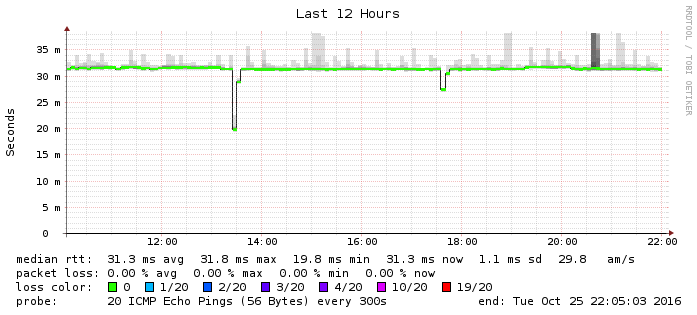 Last 12 Hours
RRDTOOL / TOBI OETIKER
Seconds
35 m
30 m
25 m
20 m
15 m
10 m
5 m
0
12:00 14:00 16:00 18:00 20:00 22:00
median rtt: 31.3 ms avg 31.8 ms max 19.8 ms min 31.3 ms now 1.1 ms sd 29.8 am/s
packet loss: 0.00 % avg 0.00 % max 0.00 % min 0.00 % now
loss color: 0 1/20 2/20 3/20 4/20 10/20 19/20
probe: 20 ICMP Echo Pings (56 Bytes) every 300s end: Tue Oct 25 22:05:03 2016